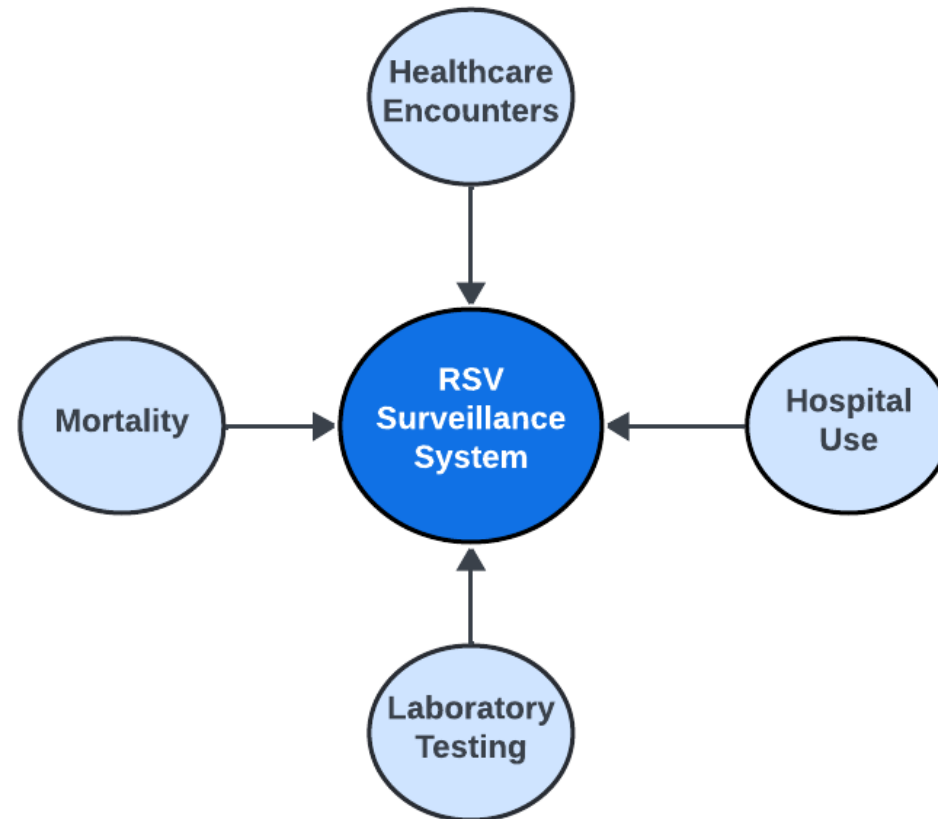 Healthcare
Encounters
Mortality
RSV
Surveillance
System
Hospital
Use
Laboratory
Testing